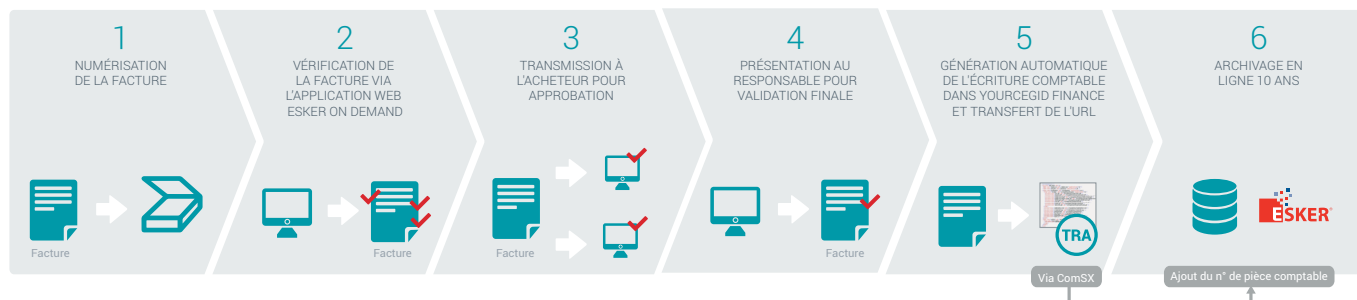 1
NUMÉRISATION
DE LA FACTURE
Facture
2
VÉRIFICATION DE
LA FACTURE VIA
L'APPLICATION WEB
ESKER ON DEMAND
Facture
3
TRANSMISSION À
L'ACHETEUR POUR
APPROBATION
Facture
4
PRÉSENTATION AU
RESPONSABLE POUR
VALIDATION FINALE
Facture
5
GÉNÉRATION AUTOMATIQUE
DE L'ÉCRITURE COMPTABLE
DANS YOURCEGID FINANCE
ET TRANSFERT DE L'URL
TRA
Via ComSX
6
ARCHIVAGE EN
LIGNE 10 ANS
ESKER
Ajout du n° de pièce comptable